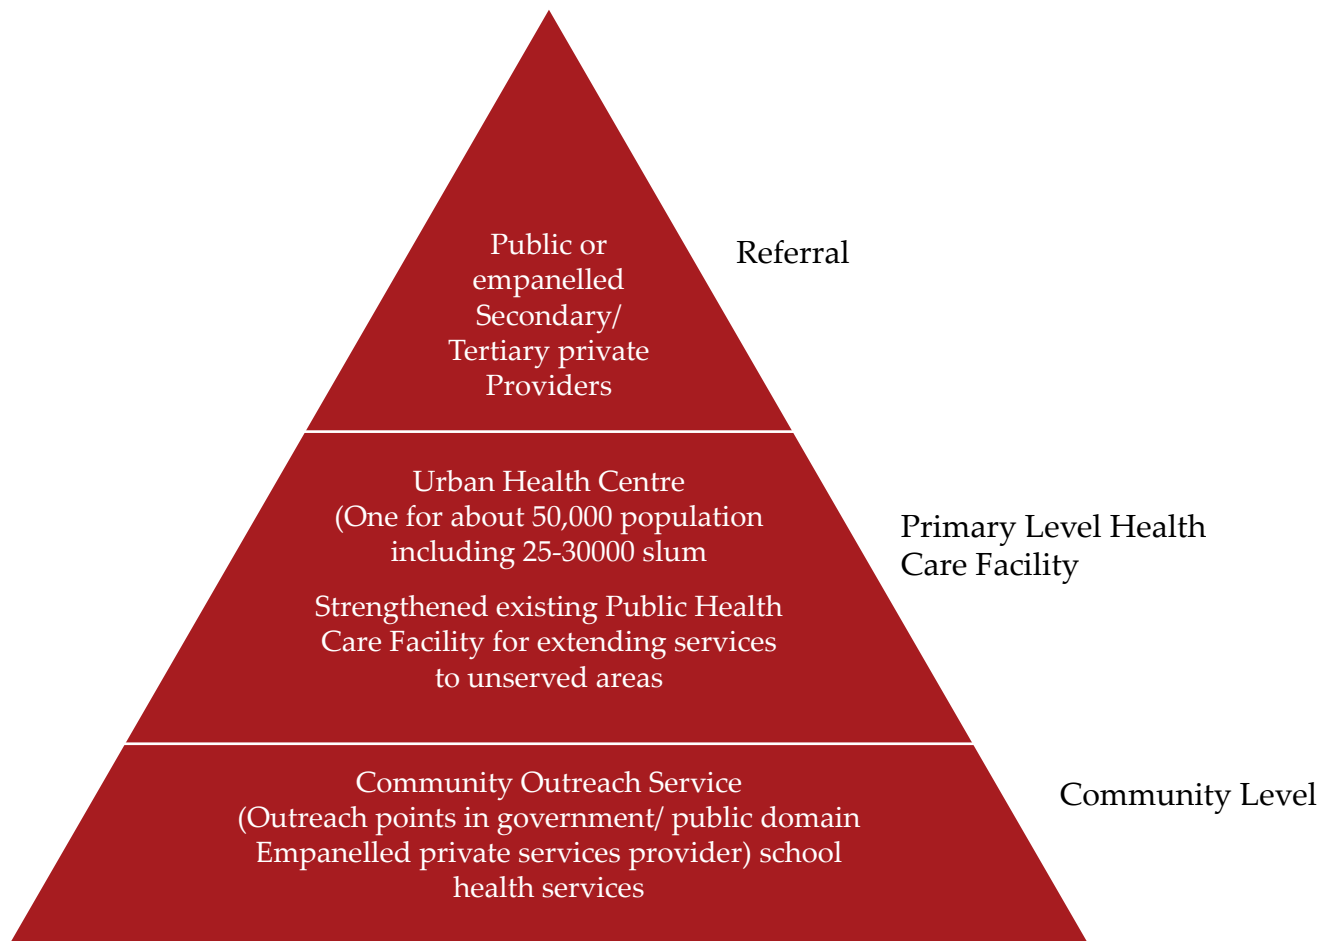 Public or
empanelled
Secondary/
Tertiary private
Providers
Referral
Urban Health Centre
(One for about 50,000 population
including 25-30000 slum
Strengthened existing Public Health
Care Facility for extending services
to unserved areas
Primary Level Health
Care Facility
Community Outreach Service
(Outreach points in government/ public domain
Empanelled private services provider) school
health services
Community Level